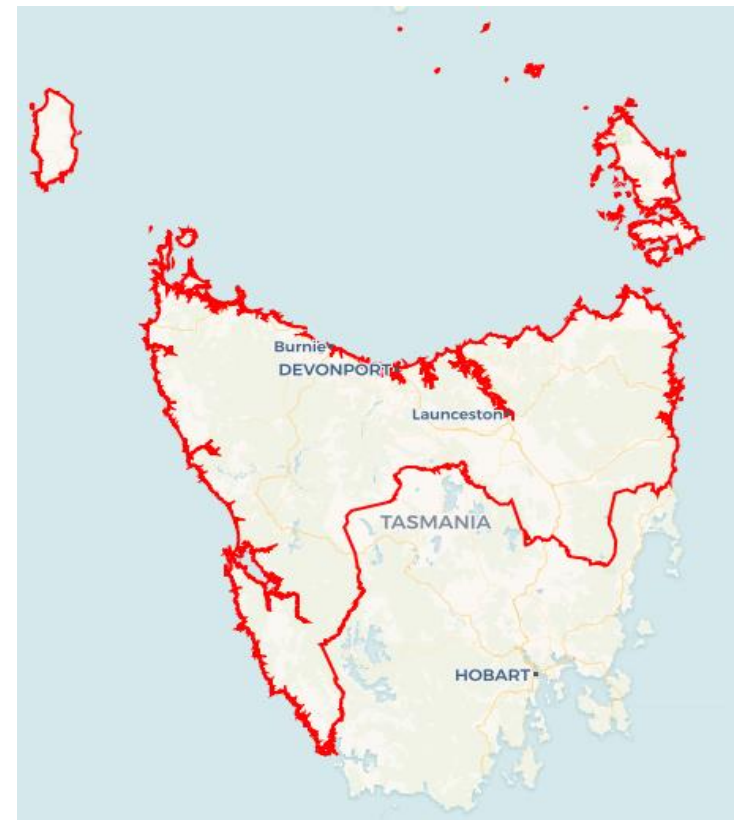 Burnie
DEVONPORT
Launceston
TASMANIA
HOBART